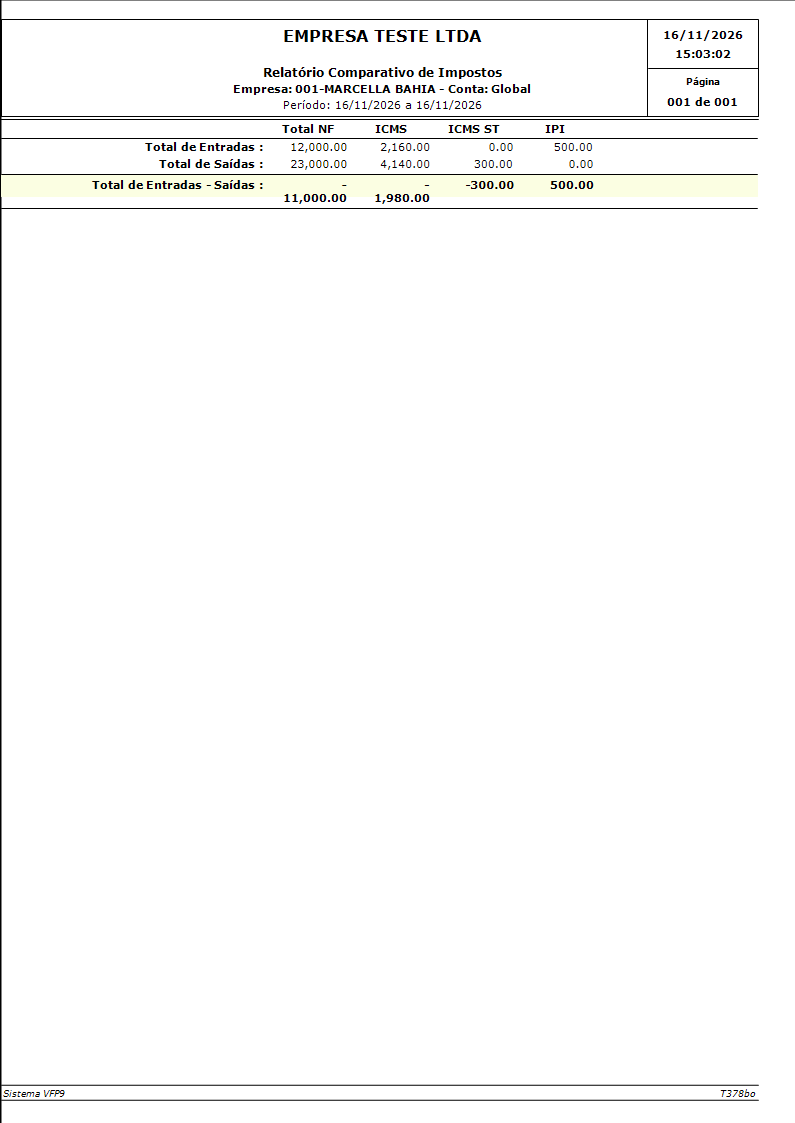 EMPRESA TESTE LTDA
16/11/2026
15:03:02
Relatório Comparativo de Impostos
Empresa: 001-MARCELLA BAHIA - Conta: Global
Período: 16/11/2026 a 16/11/2026
Página
001 de 001
Total NF ICMS ICMS ST IPI
Total de Entradas : 12,000.00 2,160.00 0.00 500.00
Total de Saídas : 23,000.00 4,140.00 300.00 0.00
Total de Entradas - Saídas : - - -300.00 500.00
11,000.00 1,980.00
Sistema VFP9 T378bo